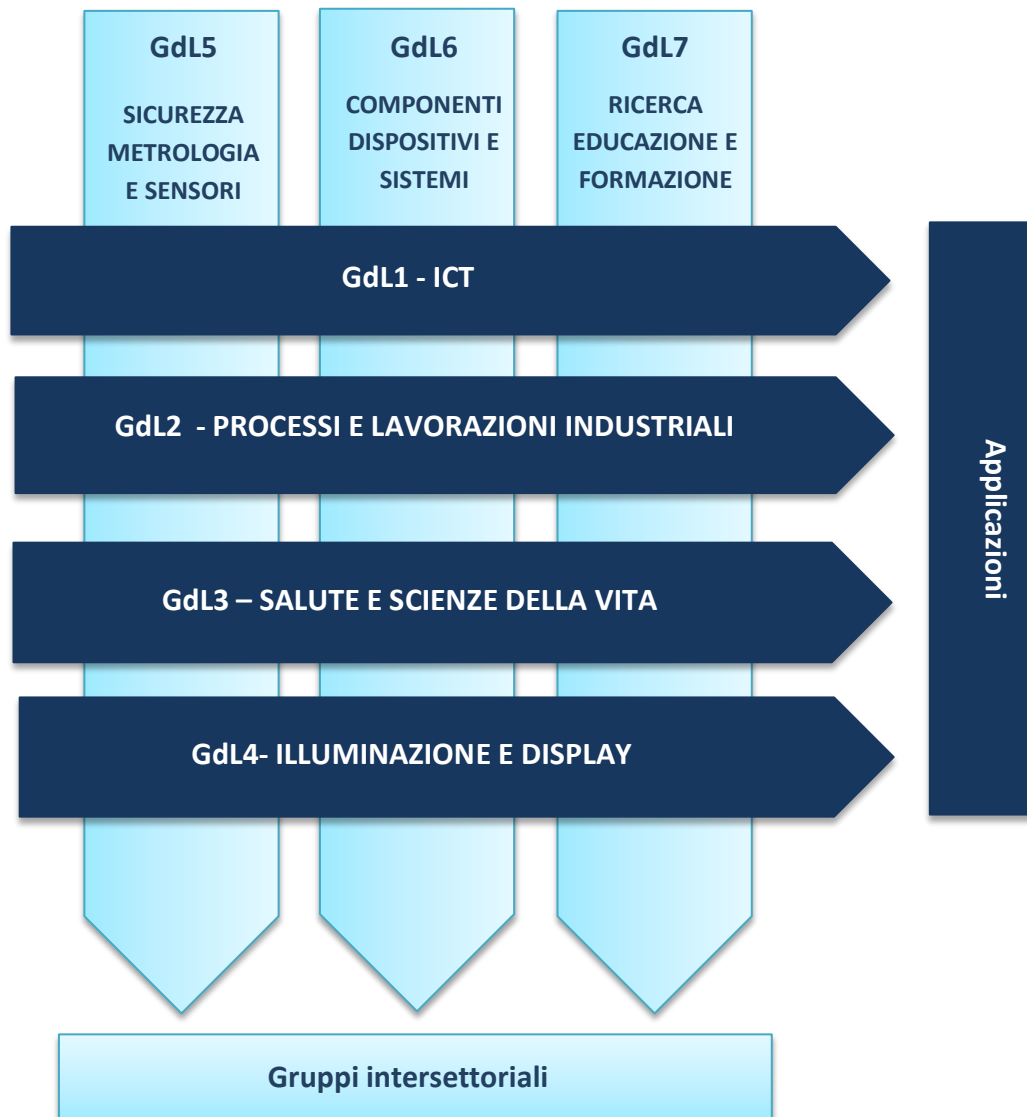 GdL5
SICUREZZA
METROLOGIA
E SENSORI
GdL6
COMPONENTI
DISPOSITIVI E
SISTEMI
GdL7
RICERCA
EDUCAZIONE E
FORMAZIONE
GdL1 - ICT
GdL2 - PROCESSI E LAVORAZIONI INDUSTRIALI
GdL3 – SALUTE E SCIENZE DELLA VITA
GdL4- ILLUMINAZIONE E DISPLAY
Applicazioni
Gruppi intersettoriali